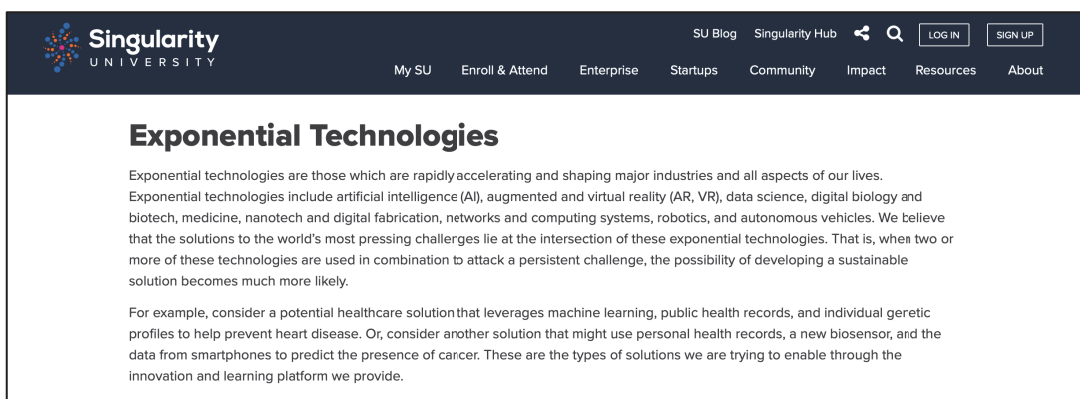 Singularity
UNIVERSITY
SU Blog Singularity Hub LOG IN SIGN UP
My SU Enroll & Attend Enterprise Startups Community Impact Resources About
Exponential Technologies
Exponential technologies are those which are rapidly accelerating and shaping major industries and all aspects of our lives.
Exponential technologies include artificial intelligence (AI), augmented and virtual reality (AR, VR), data science, digital biology and
biotech, medicine, nanotech and digital fabrication, networks and computing systems, robotics, and autonomous vehicles. We believe
that the solutions to the world's most pressing challenges lie at the intersection of these exponential technologies. That is, when two or
more of these technologies are used in combination to attack a persistent challenge, the possibility of developing a sustainable
solution becomes much more likely.
For example, consider a potential healthcare solution that leverages machine learning, public health records, and individual genetic
profiles to help prevent heart disease. Or, consider another solution that might use personal health records, a new biosensor, and the
data from smartphones to predict the presence of cancer. These are the types of solutions we are trying to enable through the
innovation and learning platform we provide.